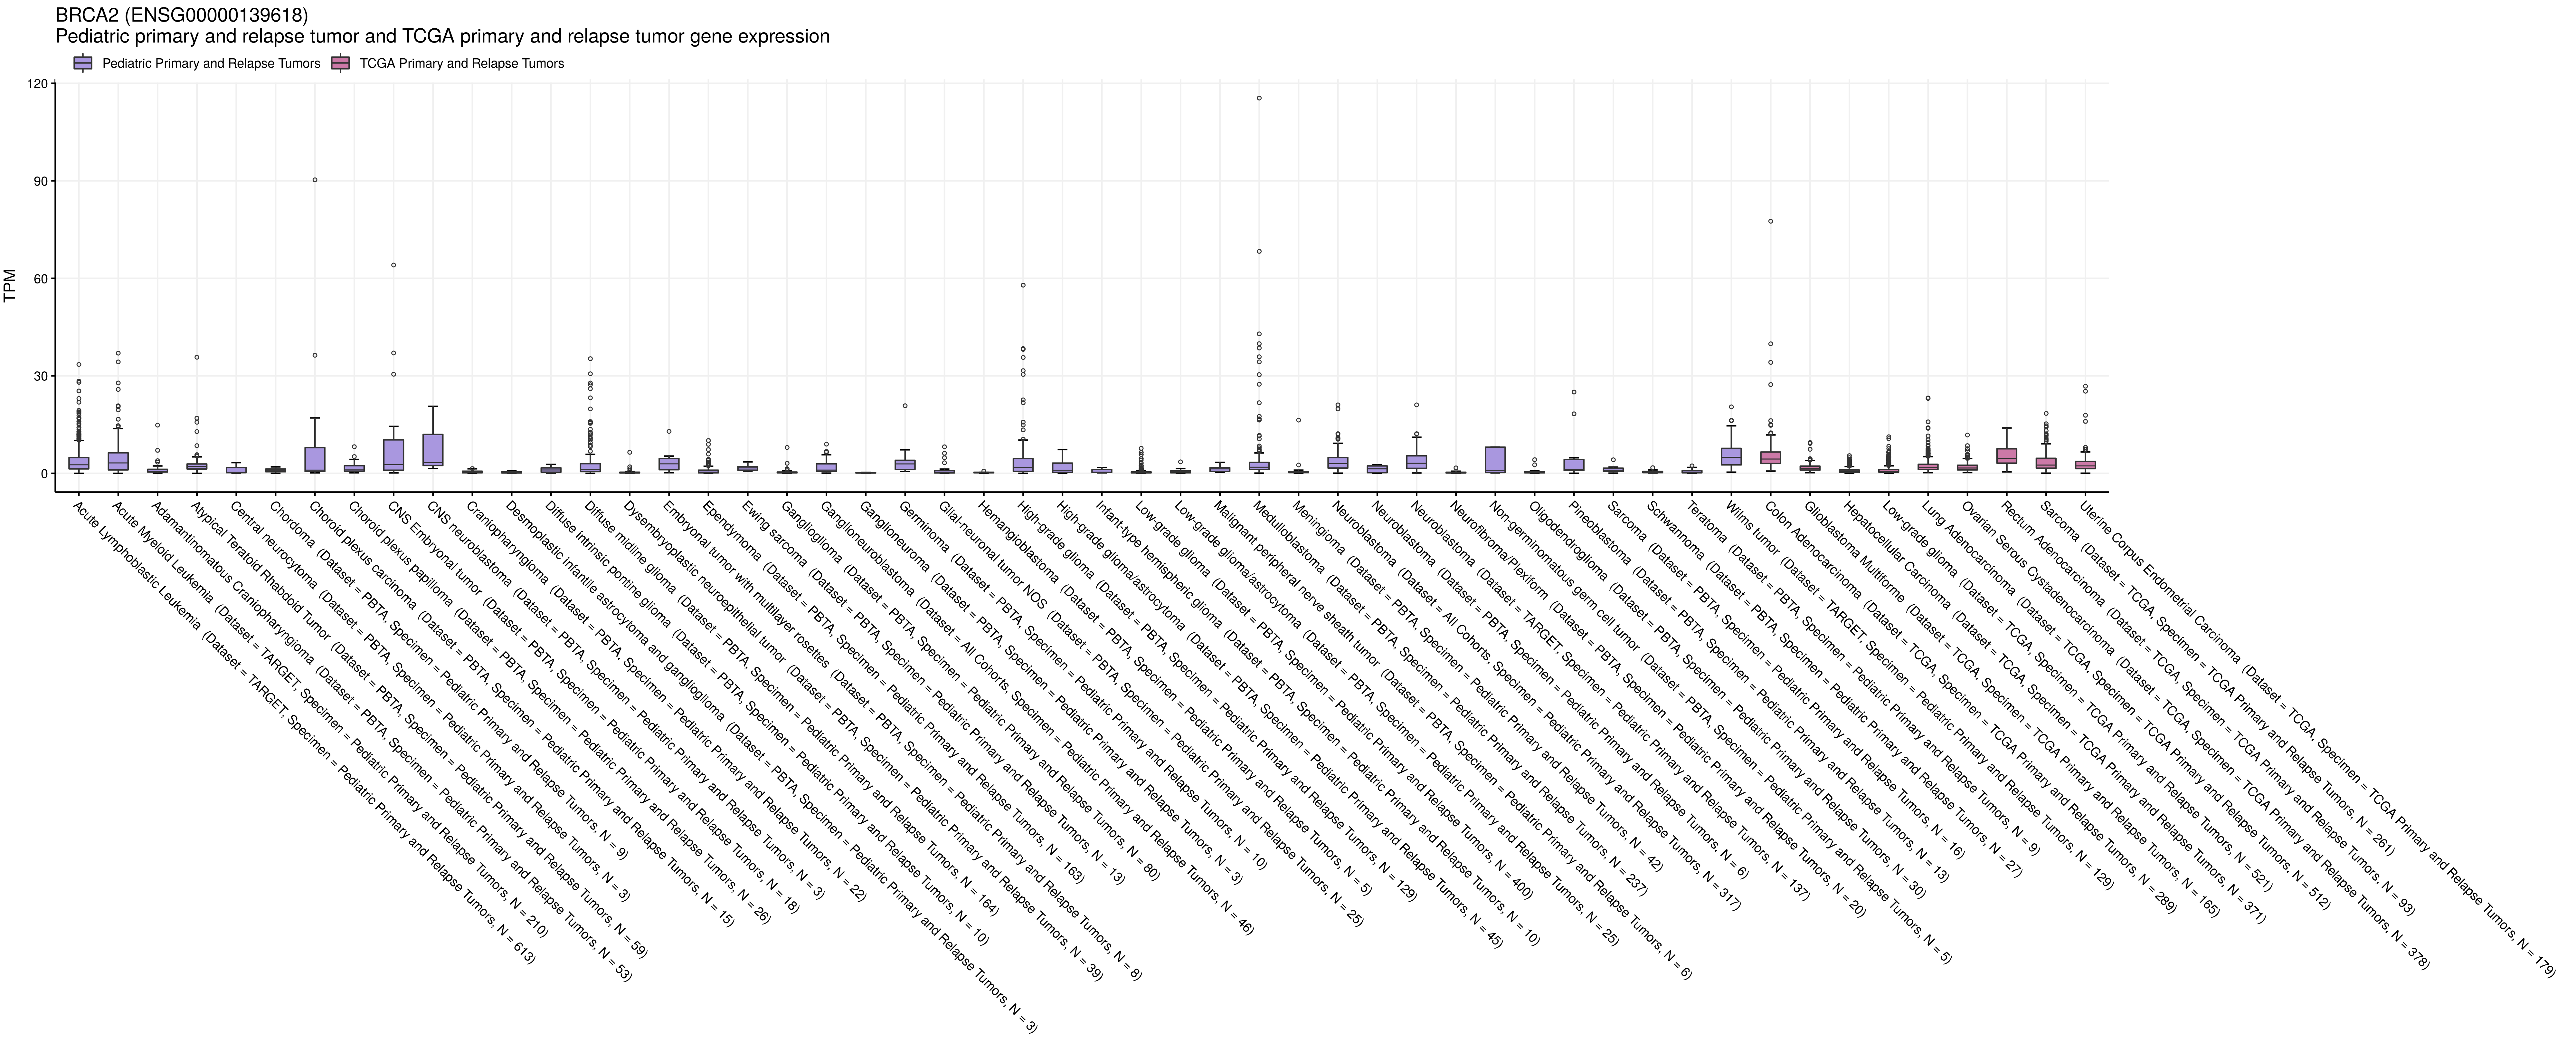 BRCA2 (ENSG00000139618)
Pediatric primary and relapse tumor and TCGA primary and relapse tumor gene expression
Pediatric Primary and Relapse Tumors
TCGA Primary and Relapse Tumors
TPM
120
90
60
30
0
Acute Lymphoblastic Leukemia (Dataset = TARGET, Specimen = Pediatric Primary and Relapse Tumors, N = 613)
Acute Myeloid Leukemia (Dataset = TARGET, Specimen = Pediatric Primary and Relapse Tumors, N = 210)
Adamantinomatous Craniopharyngioma (Dataset = PBTA, Specimen = Pediatric Primary and Relapse Tumors, N = 53)
Atypical Teratoid Rhabdoid Tumor (Dataset = PBTA, Specimen = Pediatric Primary and Relapse Tumors, N = 59)
Central neurocytoma (Dataset = PBTA, Specimen = Pediatric Primary and Relapse Tumors, N = 3)
Chordoma (Dataset = PBTA, Specimen = Pediatric Primary and Relapse Tumors, N = 9)
Choroid plexus carcinoma (Dataset = PBTA, Specimen = Pediatric Primary and Relapse Tumors, N = 15)
Choroid plexus papilloma (Dataset = PBTA, Specimen = Pediatric Primary and Relapse Tumors, N = 26)
CNS Embryonal tumor (Dataset = PBTA, Specimen = Pediatric Primary and Relapse Tumors, N = 18)
CNS neuroblastoma (Dataset = PBTA, Specimen = Pediatric Primary and Relapse Tumors, N = 3)
Craniopharyngioma (Dataset = PBTA, Specimen = Pediatric Primary and Relapse Tumors, N = 22)
Desmoplastic infantile astrocytoma and ganglioglioma (Dataset = PBTA, Specimen = Pediatric Primary and Relapse Tumors, N = 3)
Diffuse intrinsic pontine glioma (Dataset = PBTA, Specimen = Pediatric Primary and Relapse Tumors, N = 10)
Diffuse midline glioma (Dataset = PBTA, Specimen = Pediatric Primary and Relapse Tumors, N = 164)
Dysembryoplastic neuroepithelial tumor (Dataset = PBTA, Specimen = Pediatric Primary and Relapse Tumors, N = 39)
Embryonal tumor with multilayer rosettes (Dataset = PBTA, Specimen = Pediatric Primary and Relapse Tumors, N = 8)
Ependymoma (Dataset = PBTA, Specimen = Pediatric Primary and Relapse Tumors, N = 163)
Ewing sarcoma (Dataset = PBTA, Specimen = Pediatric Primary and Relapse Tumors, N = 13)
Ganglioglioma (Dataset = PBTA, Specimen = Pediatric Primary and Relapse Tumors, N = 80)
Ganglioneuroblastoma (Dataset = All Cohorts, Specimen = Pediatric Primary and Relapse Tumors, N = 46)
Ganglioneuroma (Dataset = PBTA, Specimen = Pediatric Primary and Relapse Tumors, N = 3)
Germinoma (Dataset = PBTA, Specimen = Pediatric Primary and Relapse Tumors, N = 10)
Glial-neuronal tumor NOS (Dataset = PBTA, Specimen = Pediatric Primary and Relapse Tumors, N = 25)
Hemangioblastoma (Dataset = PBTA, Specimen = Pediatric Primary and Relapse Tumors, N = 5)
High-grade glioma (Dataset = PBTA, Specimen = Pediatric Primary and Relapse Tumors, N = 129)
High-grade glioma/astrocytoma (Dataset = PBTA, Specimen = Pediatric Primary and Relapse Tumors, N = 45)
Infant-type hemispheric glioma (Dataset = PBTA, Specimen = Pediatric Primary and Relapse Tumors, N = 10)
Low-grade glioma (Dataset = PBTA, Specimen = Pediatric Primary and Relapse Tumors, N = 400)
Low-grade glioma/astrocytoma (Dataset = PBTA, Specimen = Pediatric Primary and Relapse Tumors, N = 25)
Malignant peripheral nerve sheath tumor (Dataset = PBTA, Specimen = Pediatric Primary and Relapse Tumors, N = 6)
Medulloblastoma (Dataset = PBTA, Specimen = Pediatric Primary and Relapse Tumors, N = 237)
Meningioma (Dataset = PBTA, Specimen = Pediatric Primary and Relapse Tumors, N = 42)
Neuroblastoma (Dataset = All Cohorts, Specimen = Pediatric Primary and Relapse Tumors, N = 317)
Neuroblastoma (Dataset = PBTA, Specimen = Pediatric Primary and Relapse Tumors, N = 6)
Neuroblastoma (Dataset = TARGET, Specimen = Pediatric Primary and Relapse Tumors, N = 137)
Neurofibroma/Plexiform (Dataset = PBTA, Specimen = Pediatric Primary and Relapse Tumors, N = 20)
Non-germinomatous germ cell tumor (Dataset = PBTA, Specimen = Pediatric Primary and Relapse Tumors, N = 5)
Oligodendroglioma (Dataset = PBTA, Specimen = Pediatric Primary and Relapse Tumors, N = 30)
Pineoblastoma (Dataset = PBTA, Specimen = Pediatric Primary and Relapse Tumors, N = 13)
Sarcoma (Dataset = PBTA, Specimen = Pediatric Primary and Relapse Tumors, N = 16)
Schwannoma (Dataset = PBTA, Specimen = Pediatric Primary and Relapse Tumors, N = 27)
Teratoma (Dataset = PBTA, Specimen = Pediatric Primary and Relapse Tumors, N = 9)
Wilms tumor (Dataset = TARGET, Specimen = Pediatric Primary and Relapse Tumors, N = 129)
Colon Adenocarcinoma (Dataset = TCGA, Specimen = TCGA Primary and Relapse Tumors, N = 289)
Glioblastoma Multiforme (Dataset = TCGA, Specimen = TCGA Primary and Relapse Tumors, N = 165)
Hepatocellular Carcinoma (Dataset = TCGA, Specimen = TCGA Primary and Relapse Tumors, N = 371)
Low-grade glioma (Dataset = TCGA, Specimen = TCGA Primary and Relapse Tumors, N = 521)
Lung Adenocarcinoma (Dataset = TCGA, Specimen = TCGA Primary and Relapse Tumors, N = 512)
Ovarian Serous Cystadenocarcinoma (Dataset = TCGA, Specimen = TCGA Primary and Relapse Tumors, N = 378)
Rectum Adenocarcinoma (Dataset = TCGA, Specimen = TCGA Primary and Relapse Tumors, N = 93)
Sarcoma (Dataset = TCGA, Specimen = TCGA Primary and Relapse Tumors, N = 261)
Uterine Corpus Endometrial Carcinoma (Dataset = TCGA, Specimen = TCGA Primary and Relapse Tumors, N = 179)